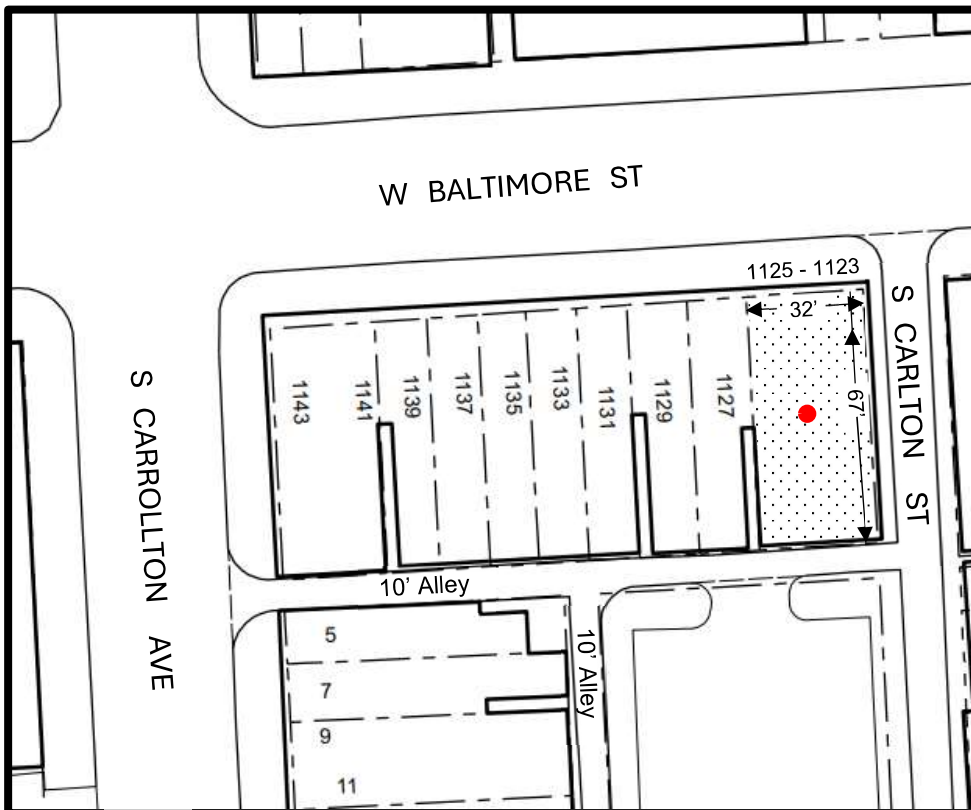 W BALTIMORE ST
1125 - 1123
32'
67'
S CARLTON ST
1143
1141
1139
1137
1135
1133
1131
1129
1127
S CARROLLTON AVE
10' Alley
5
7
9
11
10' Alley